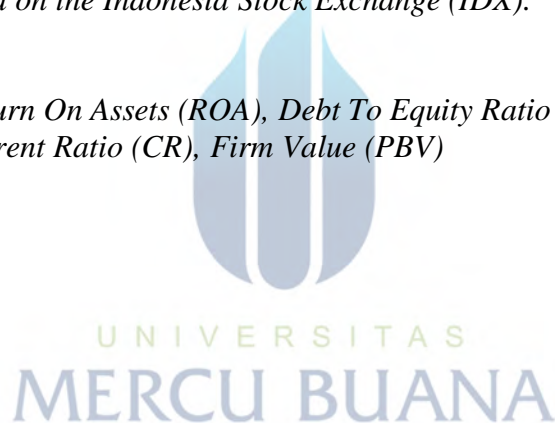 on the Indonesia Stock Exchange (IDX).
urn On Assets (ROA), Debt To Equity Ratio
rent Ratio (CR), Firm Value (PBV)
UNIVERSITAS
MERCU BUANA